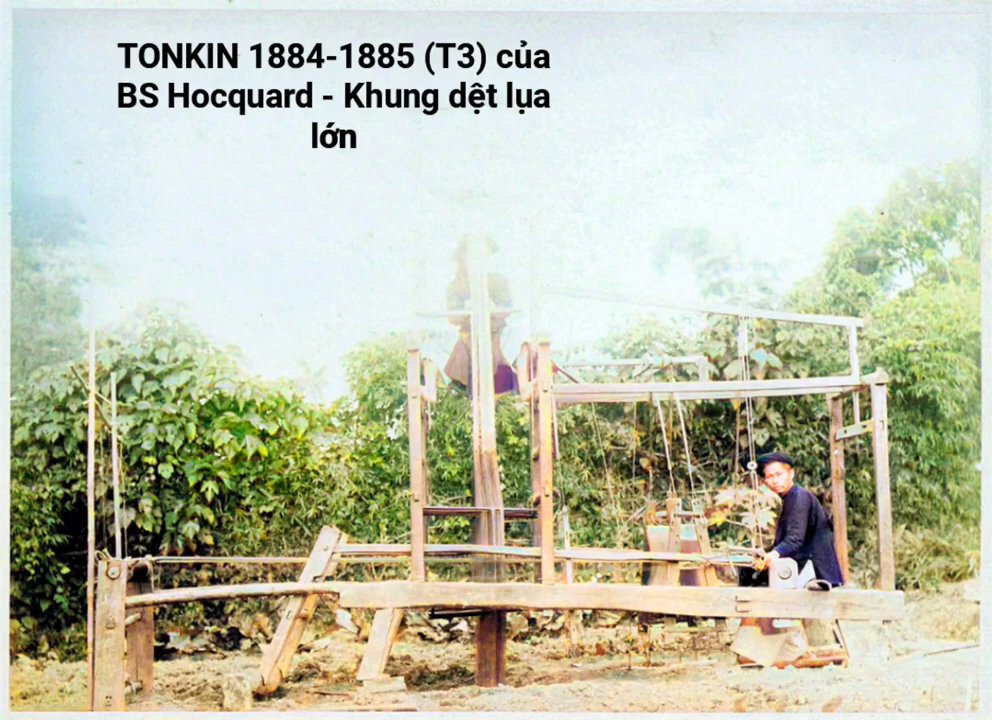 TONKIN 1884-1885 (T3) của
BS Hocquard - Khung dệt lụa
lớn